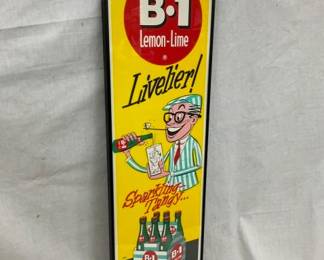 B·1
Lemon-Lime
Livelier!
Sparkling
Tangy...
B·1